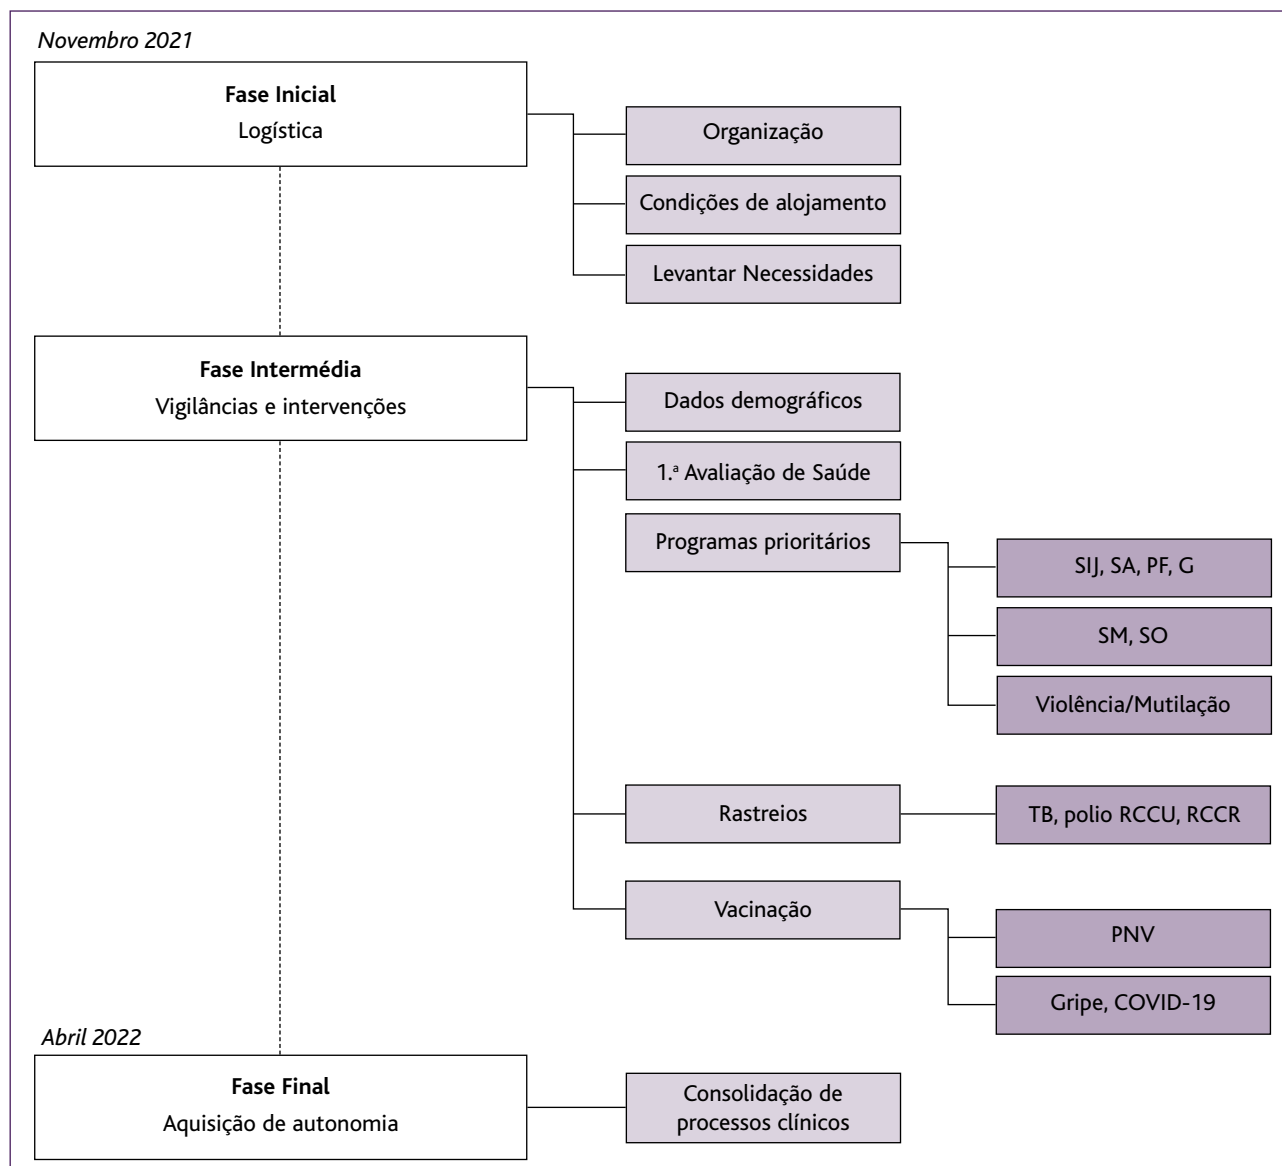 Novembro 2021
Fase Inicial
Logística
Organização
Condições de alojamento
Levantar Necessidades
Fase Intermédia
Vigilâncias e intervenções
Dados demográficos
1.ª Avaliação de Saúde
Programas prioritários
SIJ, SA, PF, G
SM, SO
Violência/Mutilação
Rastreios
TB, polio RCCU, RCCR
Vacinação
PNV
Gripe, COVID-19
Abril 2022
Fase Final
Aquisição de autonomia
Consolidação de
processos clínicos